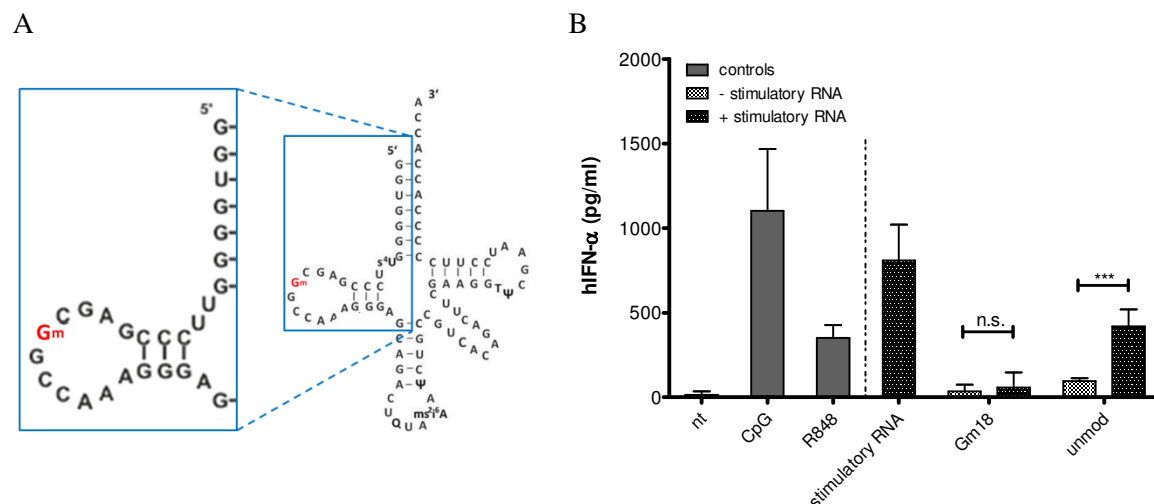 A
B
5'
G
G
U
G
G
G
G
U
U
C G A G C C C
Gm
G
C C A A A G G G A G
3'
A
C
C
A
C
C
A
C
C
C
C
5'
G
G
U
G
G
G
G
s4U
U
C
C
C
G
A
G
C
Gm
G
C
C
A
A
A
G
G
G
A
G
C
A
G
A
C
U
Q
U
A
ms2i6A
A
Ψ
C
U
G
C
C
G
U
C
A
C
A
G
A
C
U
U
C
G
A
A
G
G
T
Ψ
C
G
A
A
U
C
C
U
U
C
2000
1500
1000
500
0
hIFN-α (pg/ml)
controls
- stimulatory RNA
+ stimulatory RNA
n.s.
***
nt
CpG
R848
stimulatory RNA
Gm18
unmod